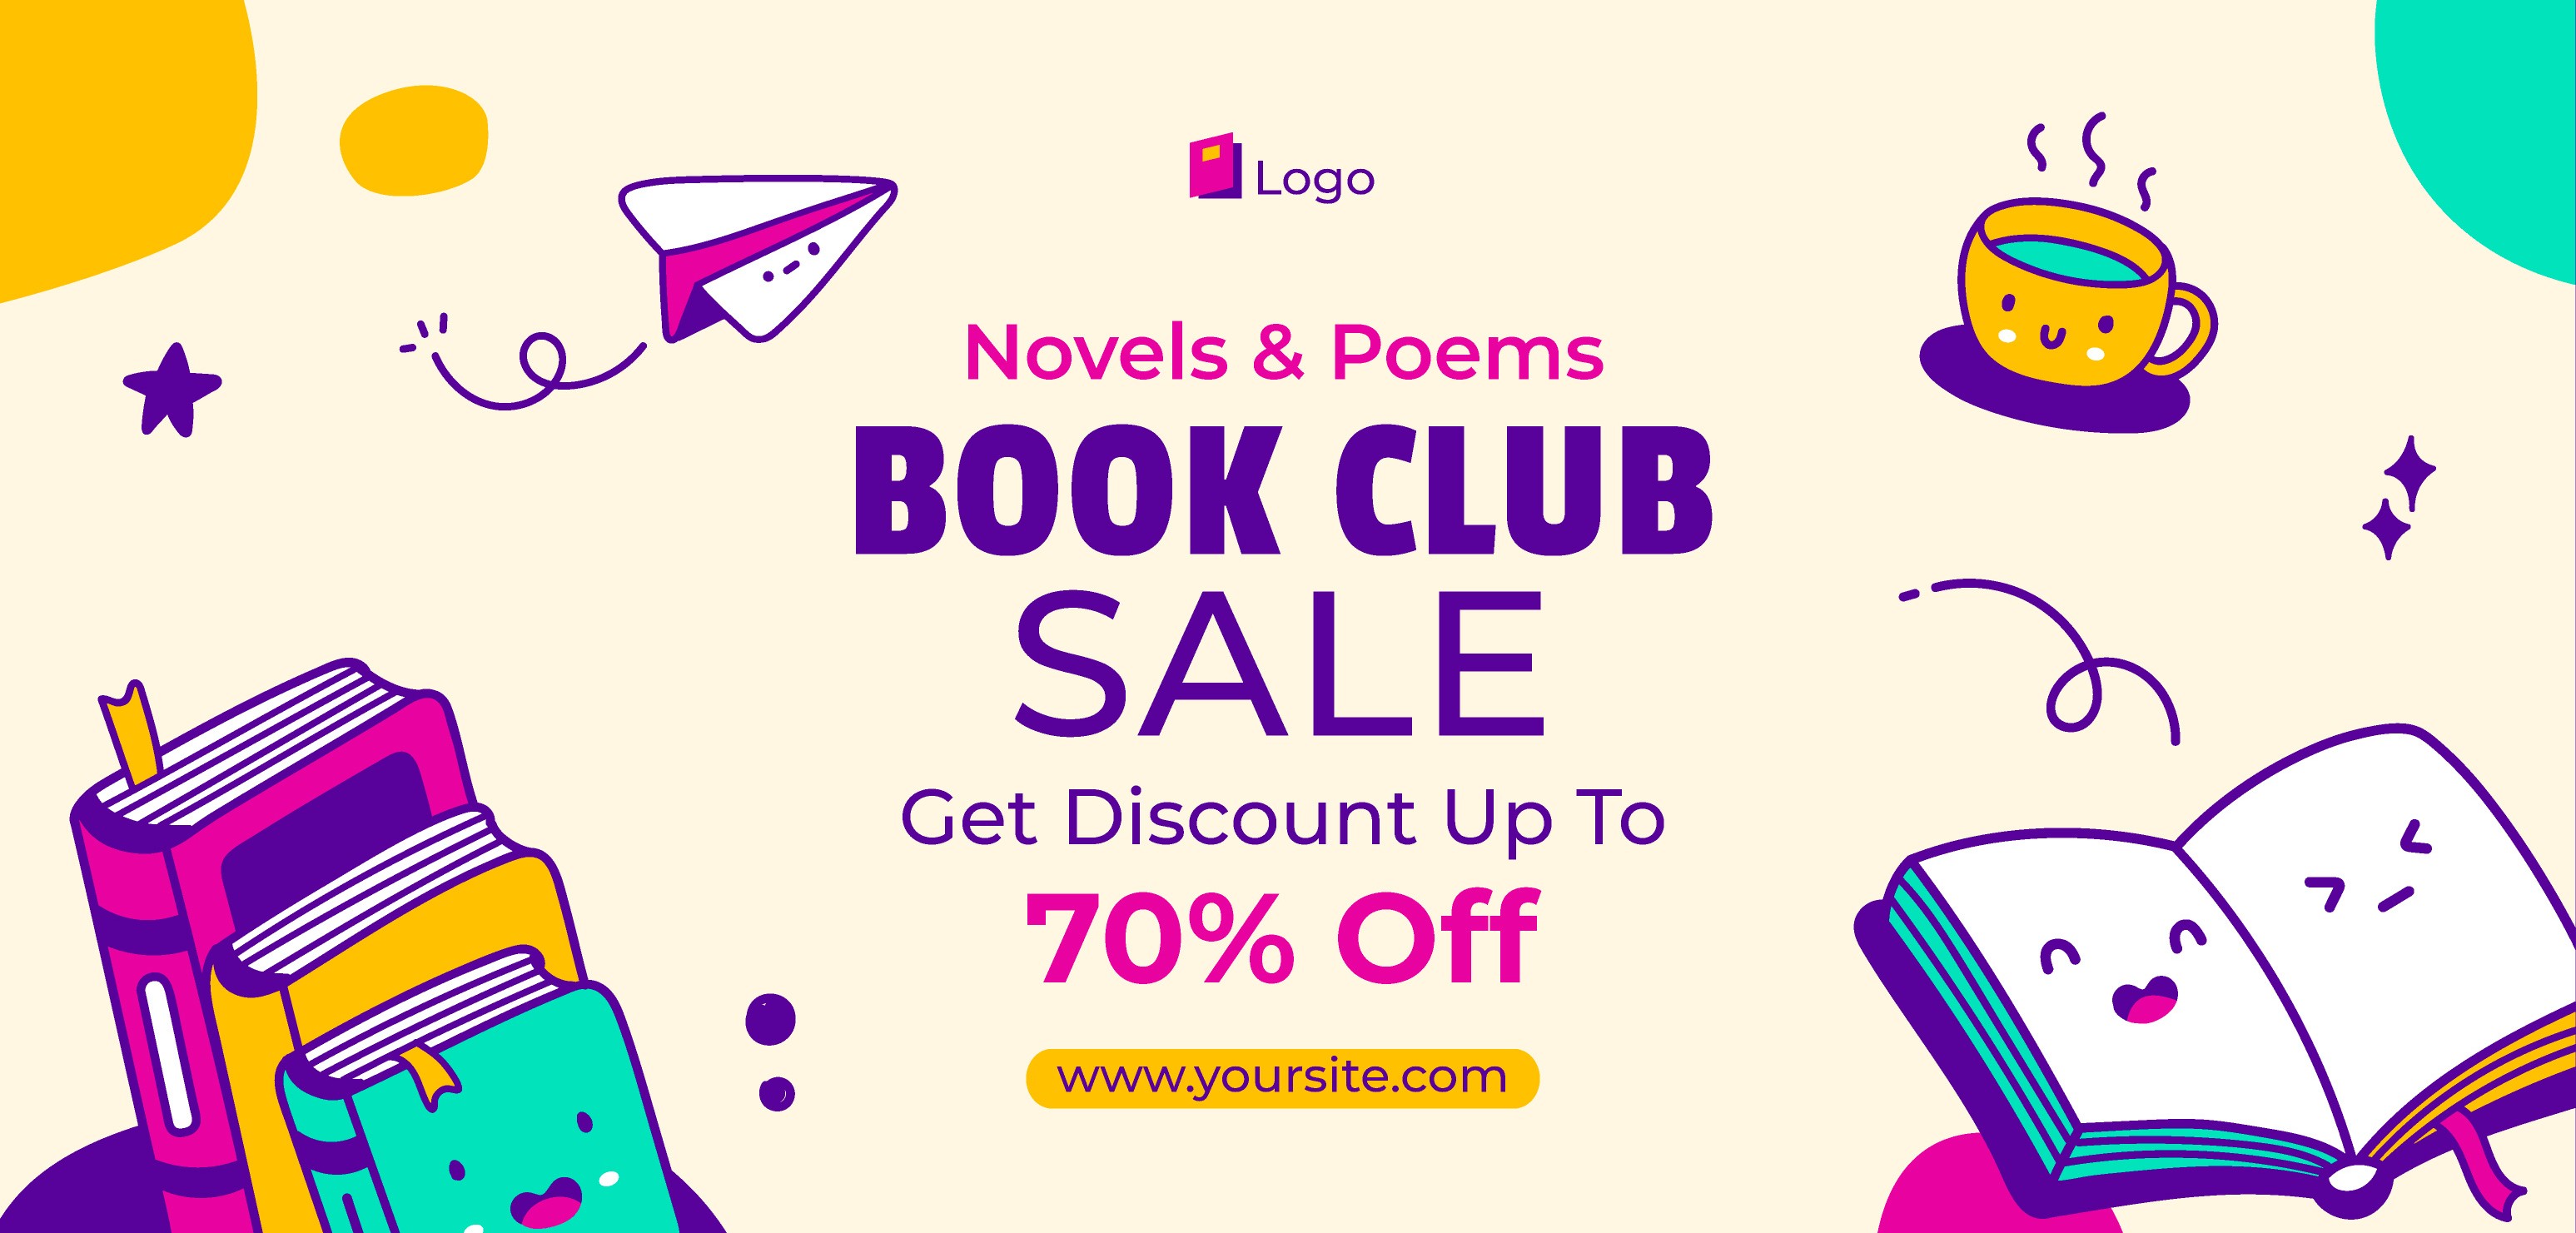 Logo
Novels & Poems
BOOK CLUB
SALE
Get Discount Up To
70% Off
www.yoursite.com